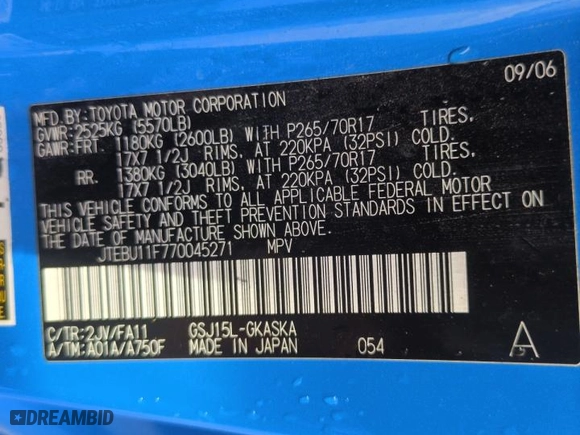 09/06
MFD.BY:TOYOTA MOTOR CORPORATION
GVWR:2525KG (5570LB)
GAWR:FRT. 1180KG (2600LB) WITH P265/70R17 TIRES,
17X7 1/2J RIMS, AT 220KPA (32PSI) COLD.
RR. 1380KG (3040LB) WITH P265/70R17 TIRES,
17X7 1/2J RIMS, AT 220KPA (32PSI) COLD.
THIS VEHICLE CONFORMS TO ALL APPLICABLE FEDERAL MOTOR
VEHICLE SAFETY AND THEFT PREVENTION STANDARDS IN EFFECT ON
THE DATE OF MANUFACTURE SHOWN ABOVE.
JTEBU11F770045271 MPV
C/TR:2JV/FA11 GSJ15L-GKASKA
A/TM:A01A/A750F MADE IN JAPAN 054 A
DREAMBID